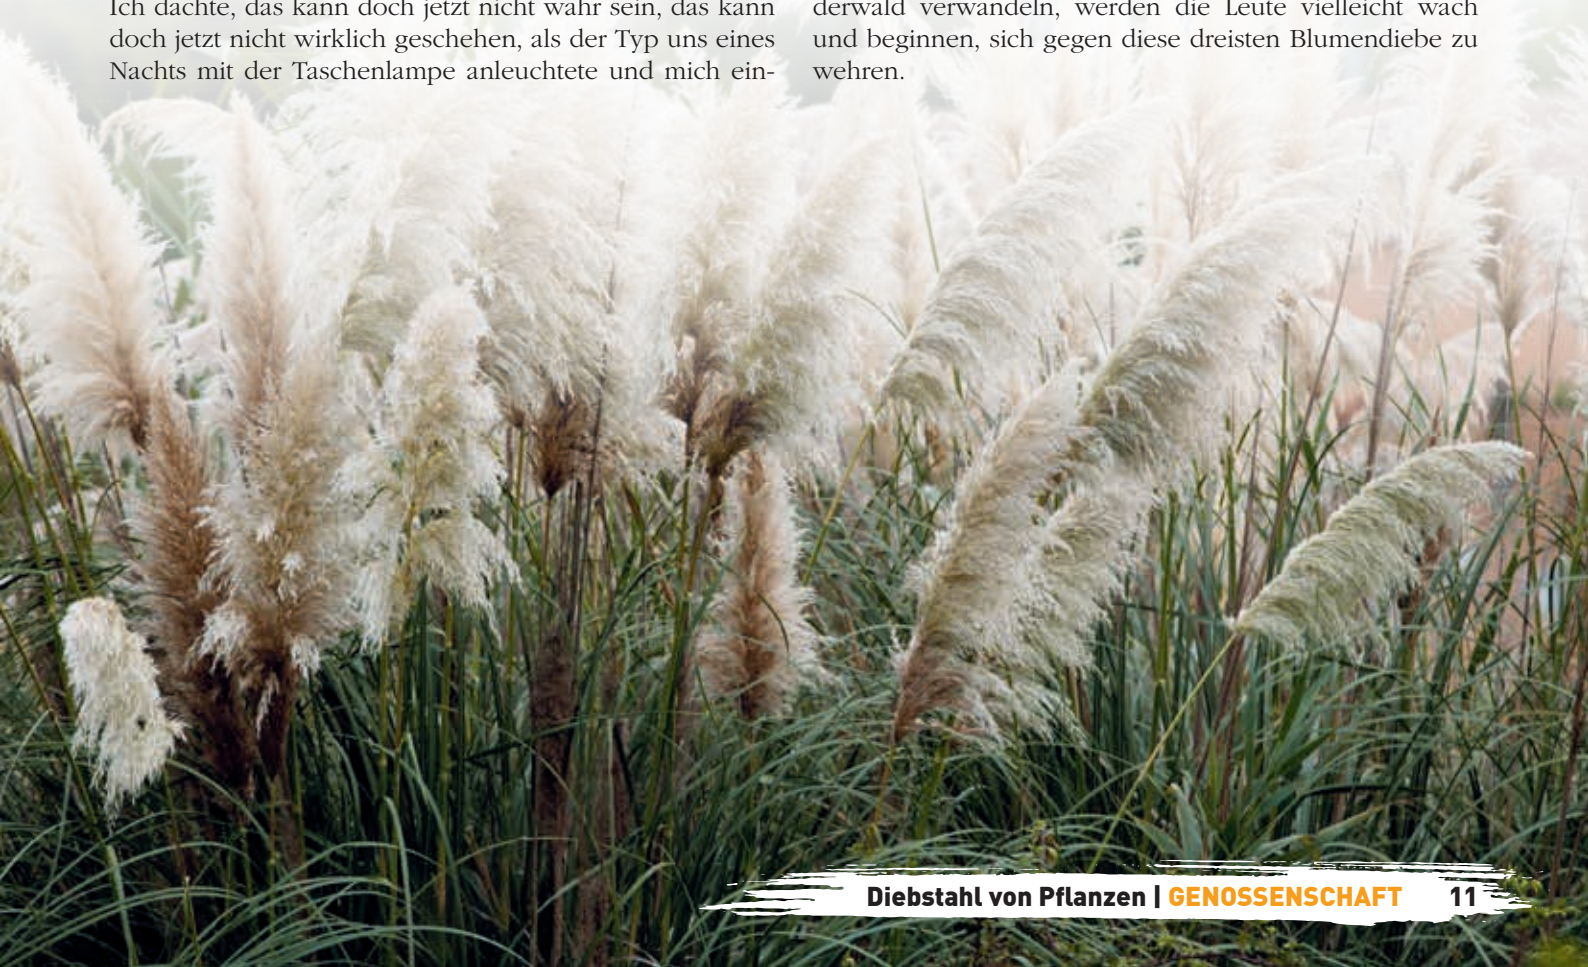 Ich dachte, das kann doch jetzt nicht wahr sein, das kann
doch jetzt nicht wirklich geschehen, als der Typ uns eines
Nachts mit der Taschenlampe anleuchtete und mich ein-
derwald verwandeln, werden die Leute vielleicht wach
und beginnen, sich gegen diese dreisten Blumendiebe zu
wehren.
Diebstahl von Pflanzen | GENOSSENSCHAFT 11